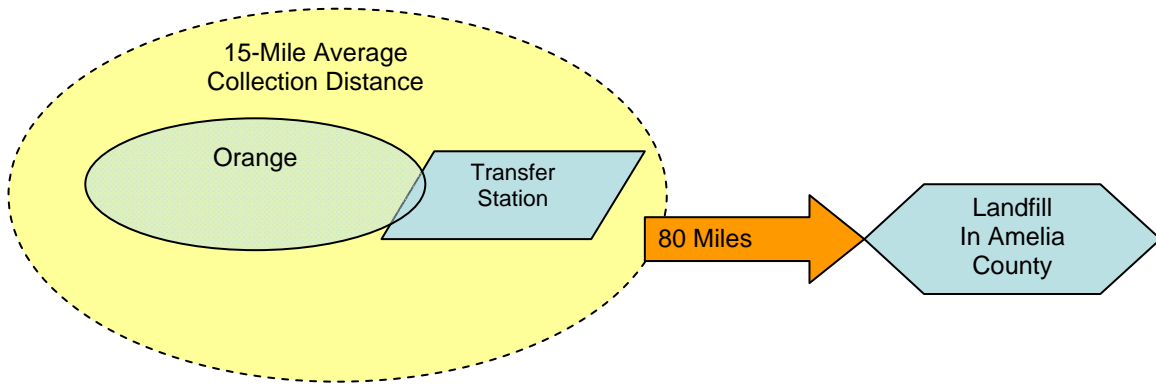 15-Mile Average
Collection Distance
Orange
Transfer
Station
80 Miles
Landfill
In Amelia
County